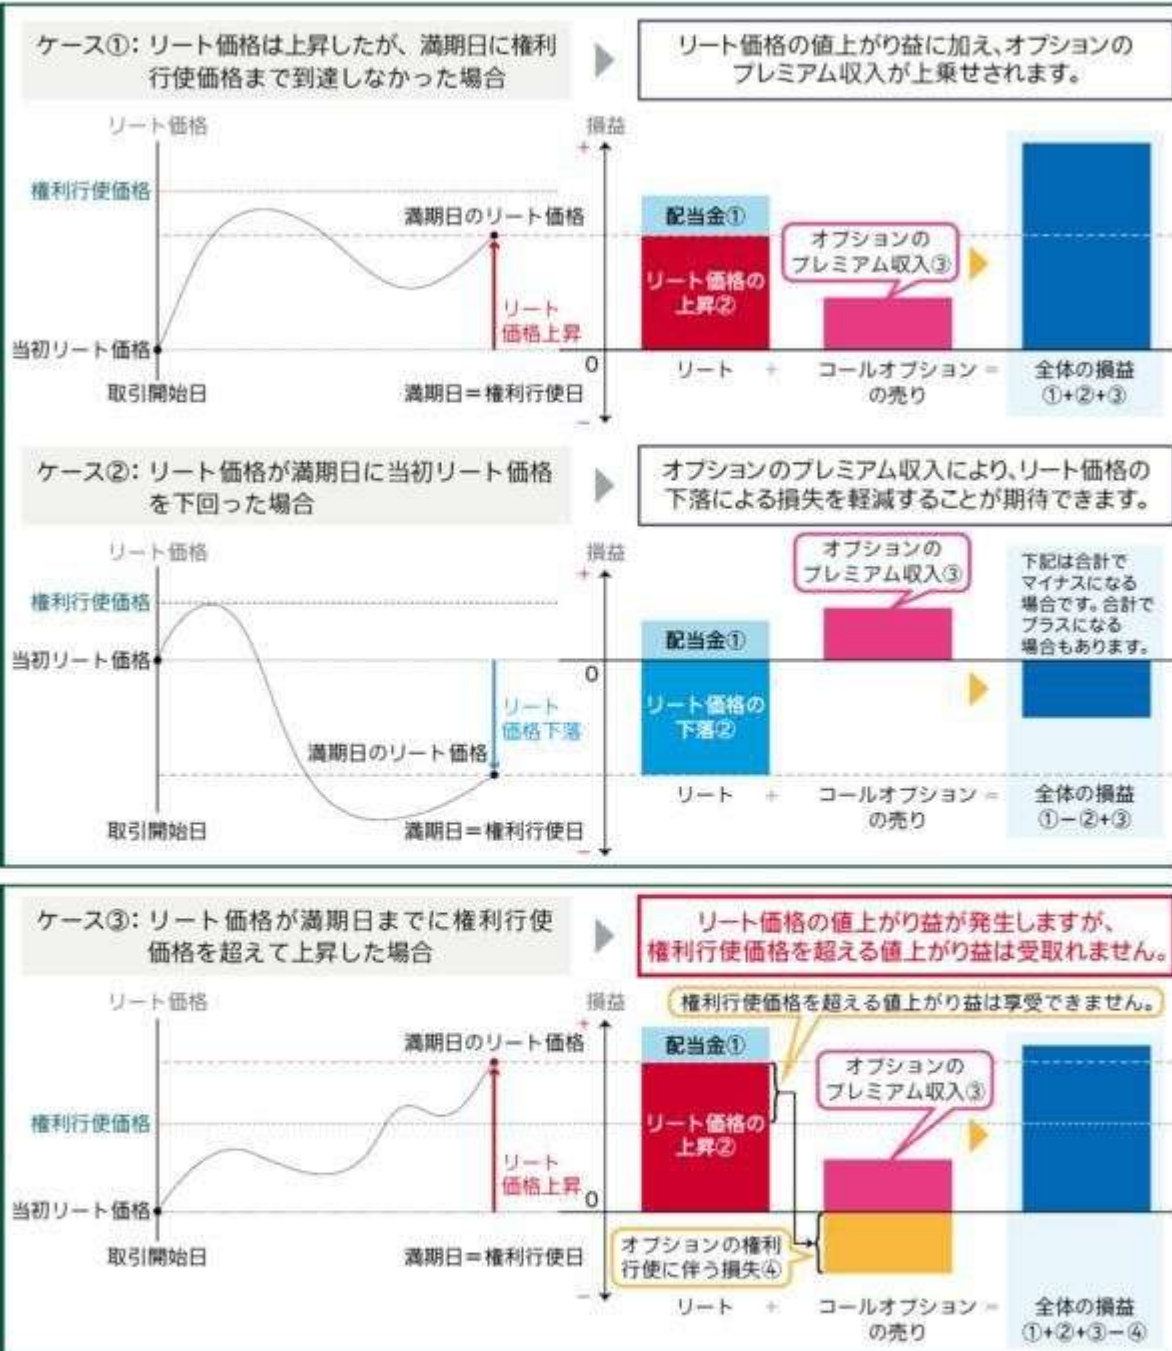 ケース①：リート価格は上昇したが、満期日に権利
行使価格まで到達しなかった場合
リート価格の値上がり益に加え、オプションの
プレミアム収入が上乗せされます。
リート価格
権利行使価格
満期日のリート価格
リート
価格上昇
当初リート価格
取引開始日
満期日＝権利行使日
損益
+
0
−
配当金①
リート価格の
上昇②
オプションの
プレミアム収入③
リート
+
コールオプション
の売り
=
全体の損益
①+②+③
ケース②：リート価格が満期日に当初リート価格
を下回った場合
オプションのプレミアム収入により、リート価格の
下落による損失を軽減することが期待できます。
リート価格
権利行使価格
当初リート価格
リート
価格下落
満期日のリート価格
取引開始日
満期日＝権利行使日
損益
+
0
−
配当金①
リート価格の
下落②
オプションの
プレミアム収入③
下記は合計で
マイナスになる
場合です。合計で
プラスになる
場合もあります。
リート
+
コールオプション
の売り
=
全体の損益
①−②+③
ケース③：リート価格が満期日までに権利行使
価格を超えて上昇した場合
リート価格の値上がり益が発生しますが、
権利行使価格を超える値上がり益は受取れません。
リート価格
満期日のリート価格
権利行使価格
リート
価格上昇
当初リート価格
取引開始日
満期日＝権利行使日
損益
+
0
−
権利行使価格を超える値上がり益は享受できません。
配当金①
リート価格の
上昇②
オプションの
プレミアム収入③
オプションの権利
行使に伴う損失④
リート
+
コールオプション
の売り
=
全体の損益
①+②+③−④